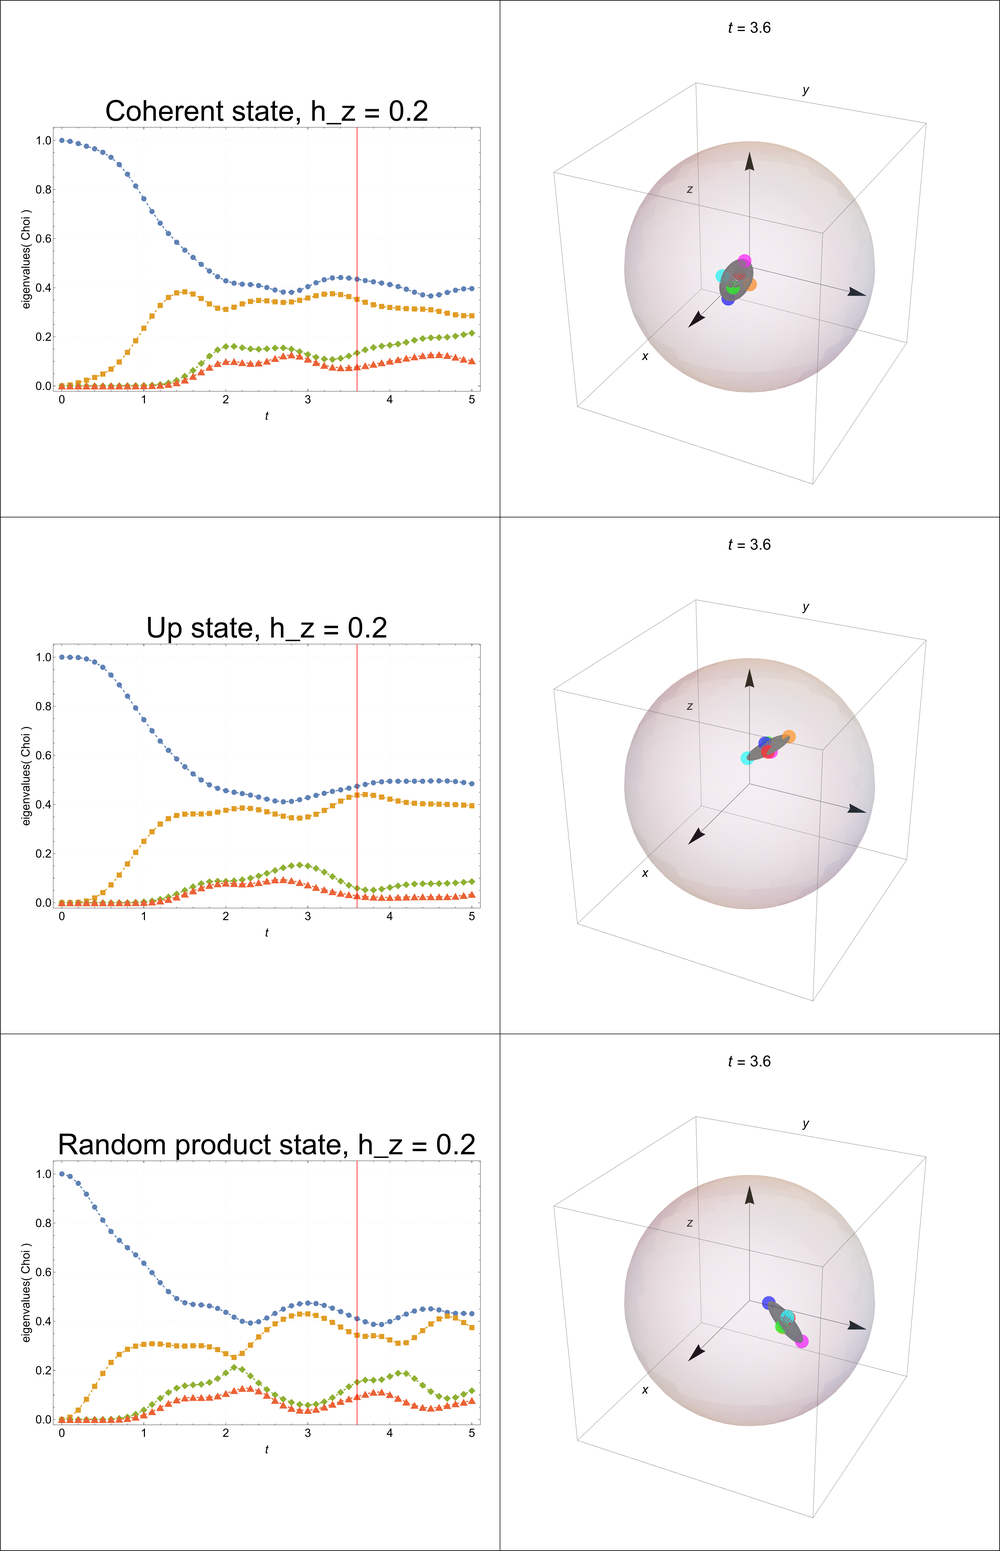 t = 3.6
y
Coherent state, h_z = 0.2
1.0
0.8
0.6
0.4
0.2
0.0
eigenvalues( Choi )
0 1 2 3 4 5
t
z
x
t = 3.6
y
Up state, h_z = 0.2
1.0
0.8
0.6
0.4
0.2
0.0
eigenvalues( Choi )
0 1 2 3 4 5
t
z
x
t = 3.6
y
Random product state, h_z = 0.2
1.0
0.8
0.6
0.4
0.2
0.0
eigenvalues( Choi )
0 1 2 3 4 5
t
z
x